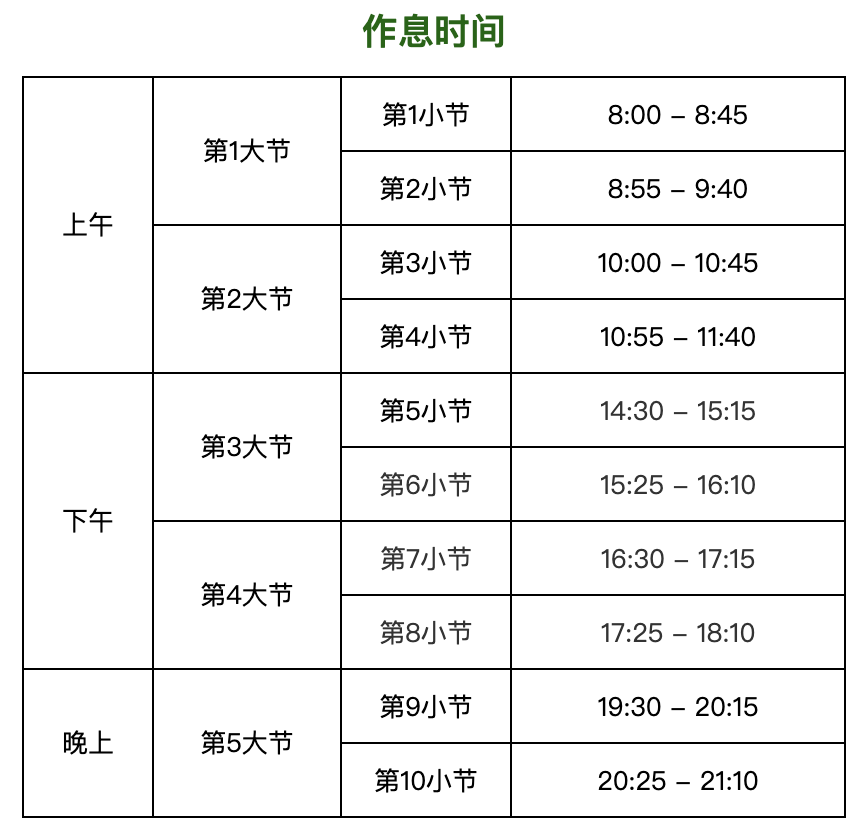 作息时间
上午
第1大节
第1小节
8:00 – 8:45
第2小节
8:55 – 9:40
第2大节
第3小节
10:00 – 10:45
第4小节
10:55 – 11:40
下午
第3大节
第5小节
14:30 – 15:15
第6小节
15:25 – 16:10
第4大节
第7小节
16:30 – 17:15
第8小节
17:25 – 18:10
晚上
第5大节
第9小节
19:30 – 20:15
第10小节
20:25 – 21:10